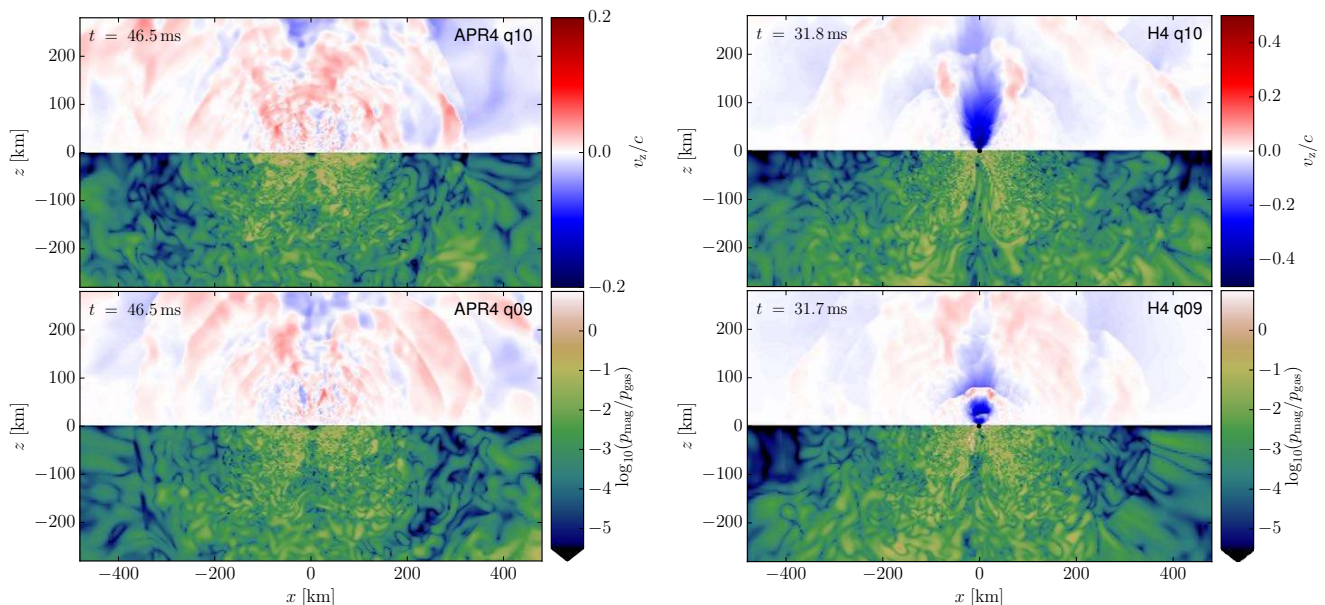 t = 46.5 ms APR4 q10
200
100
0
−100
−200
z [km]
0.2
0.0
−0.2
v_z/c
t = 46.5 ms APR4 q09
200
100
0
−100
−200
z [km]
−400 −200 0 200 400
x [km]
0
−1
−2
−3
−4
−5
log₁₀(p_mag/p_gas)
t = 31.8 ms H4 q10
200
100
0
−100
−200
z [km]
0.4
0.2
0.0
−0.2
−0.4
v_z/c
t = 31.7 ms H4 q09
200
100
0
−100
−200
z [km]
−400 −200 0 200 400
x [km]
0
−1
−2
−3
−4
−5
log₁₀(p_mag/p_gas)